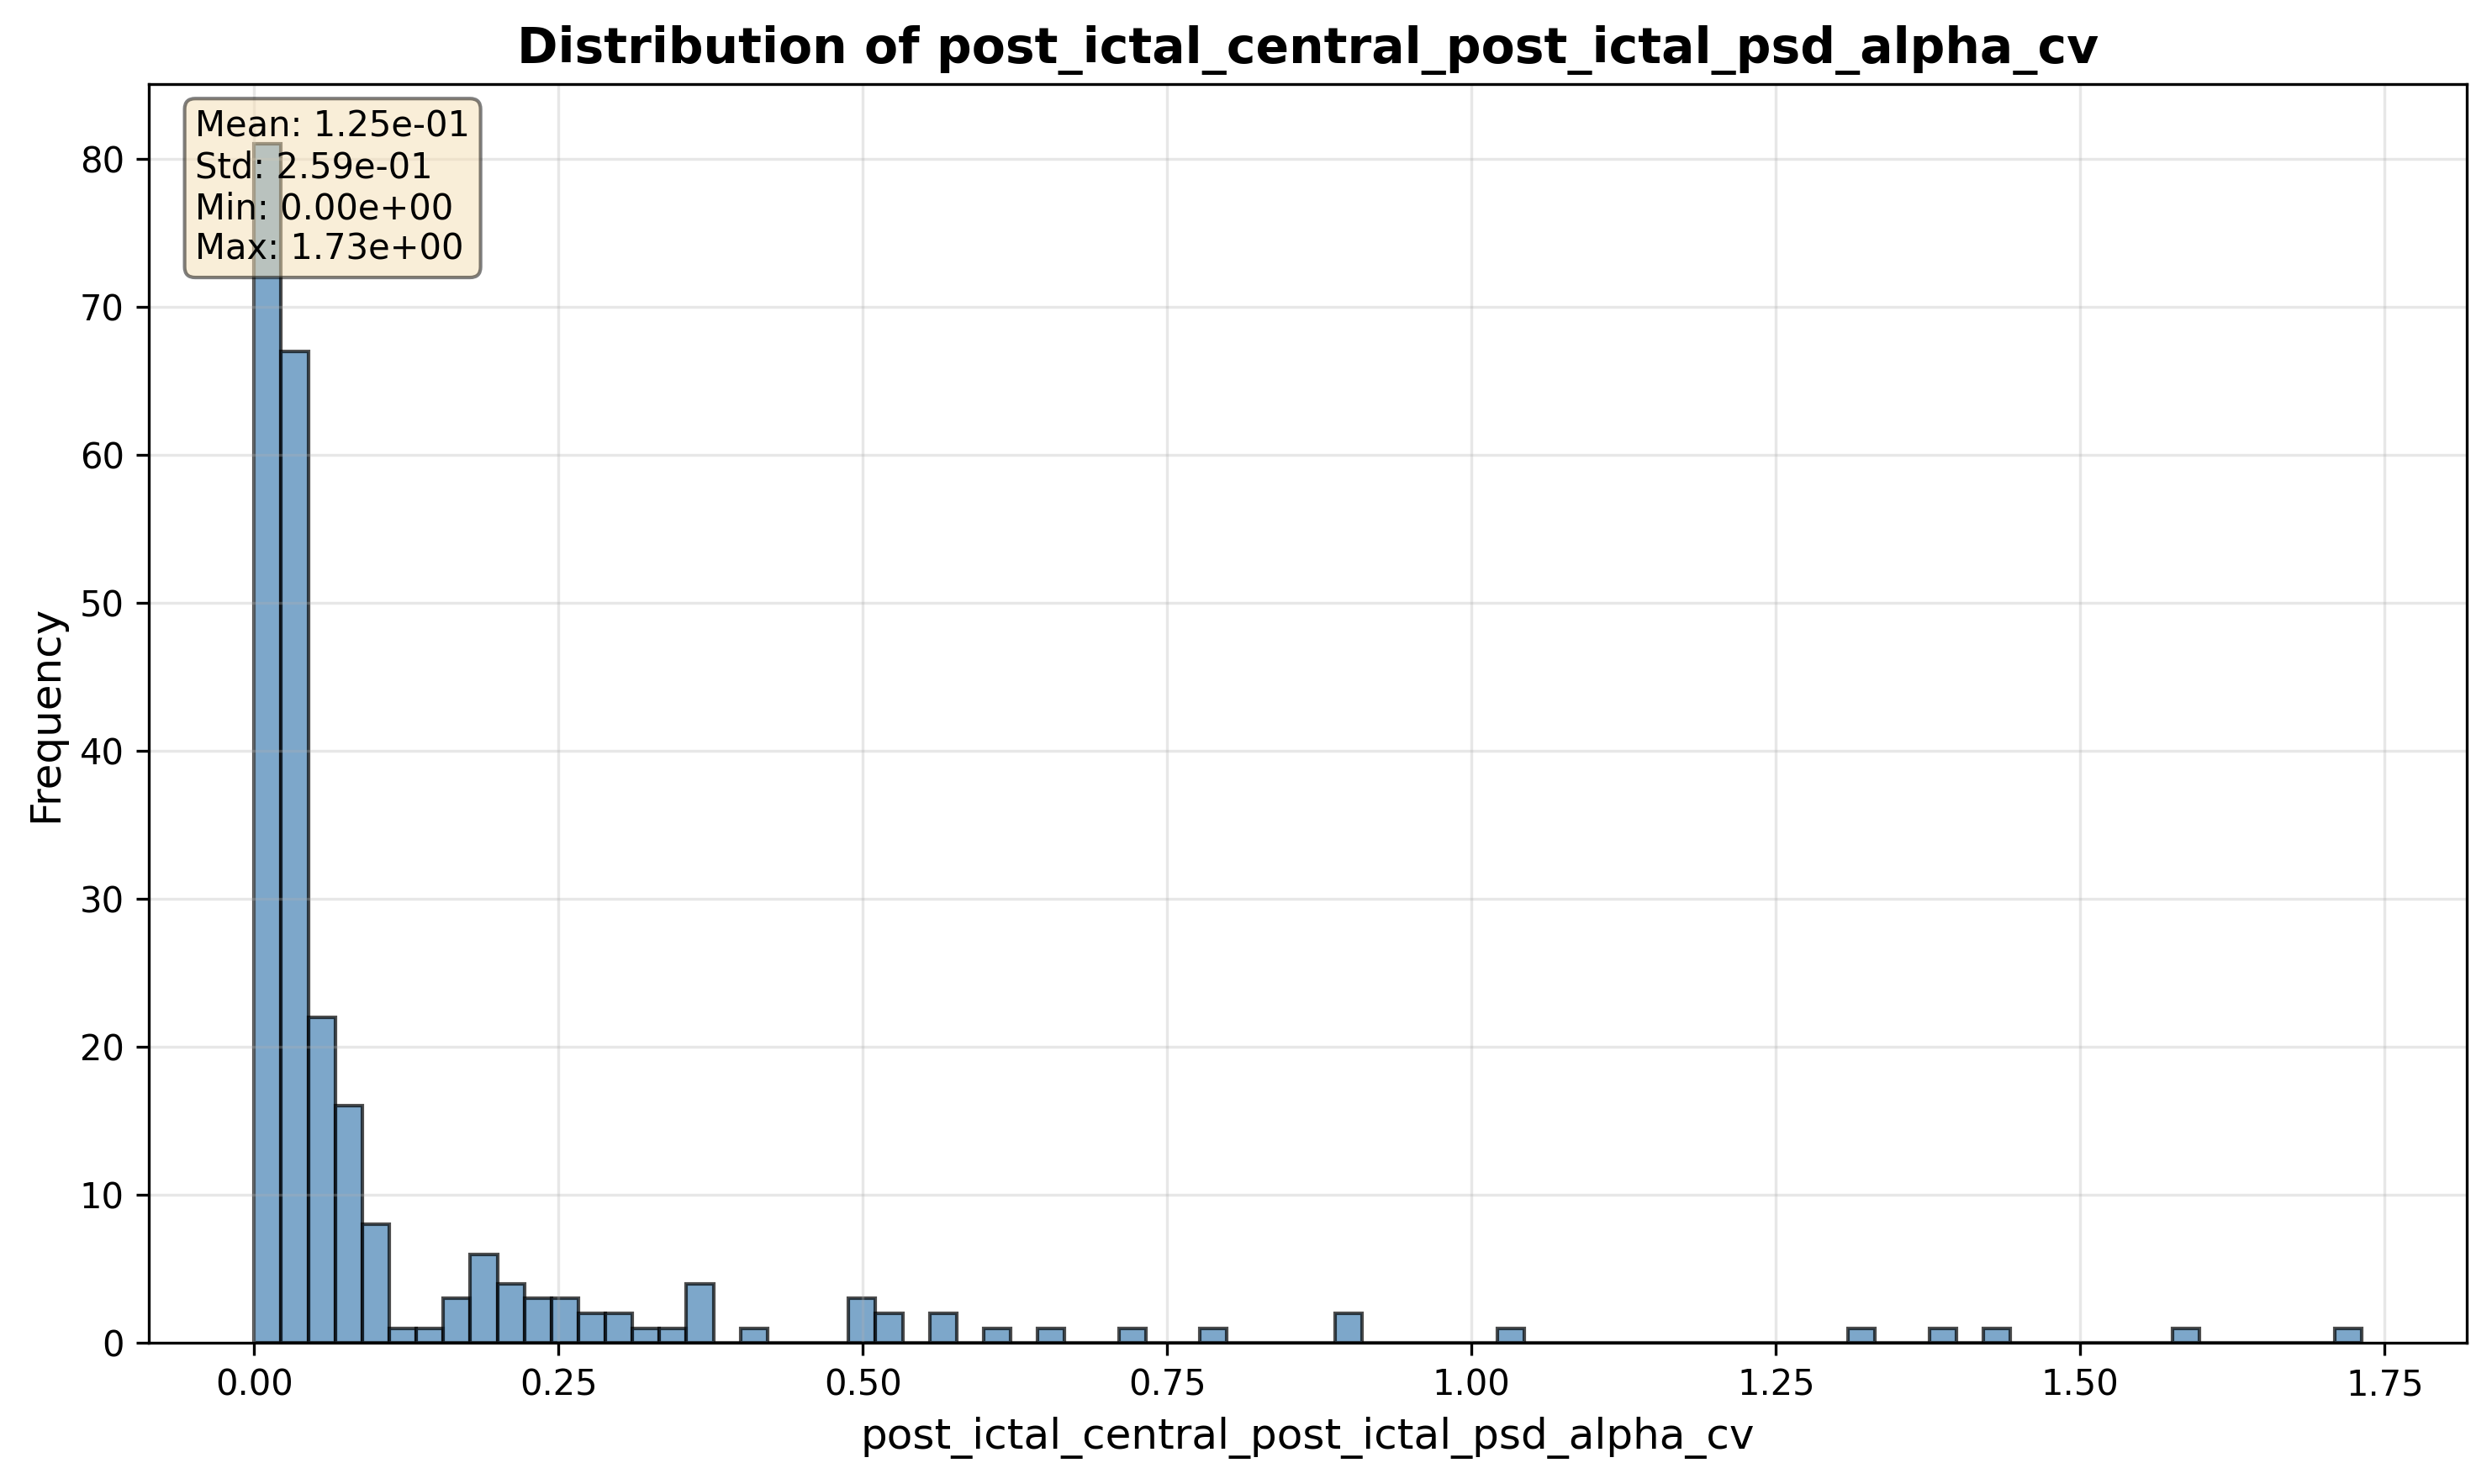 Distribution of post_ictal_central_post_ictal_psd_alpha_cv
Mean: 1.25e-01
Std: 2.59e-01
Min: 0.00e+00
Max: 1.73e+00
80
70
60
50
40
30
20
10
0
Frequency
0.00 0.25 0.50 0.75 1.00 1.25 1.50 1.75
post_ictal_central_post_ictal_psd_alpha_cv